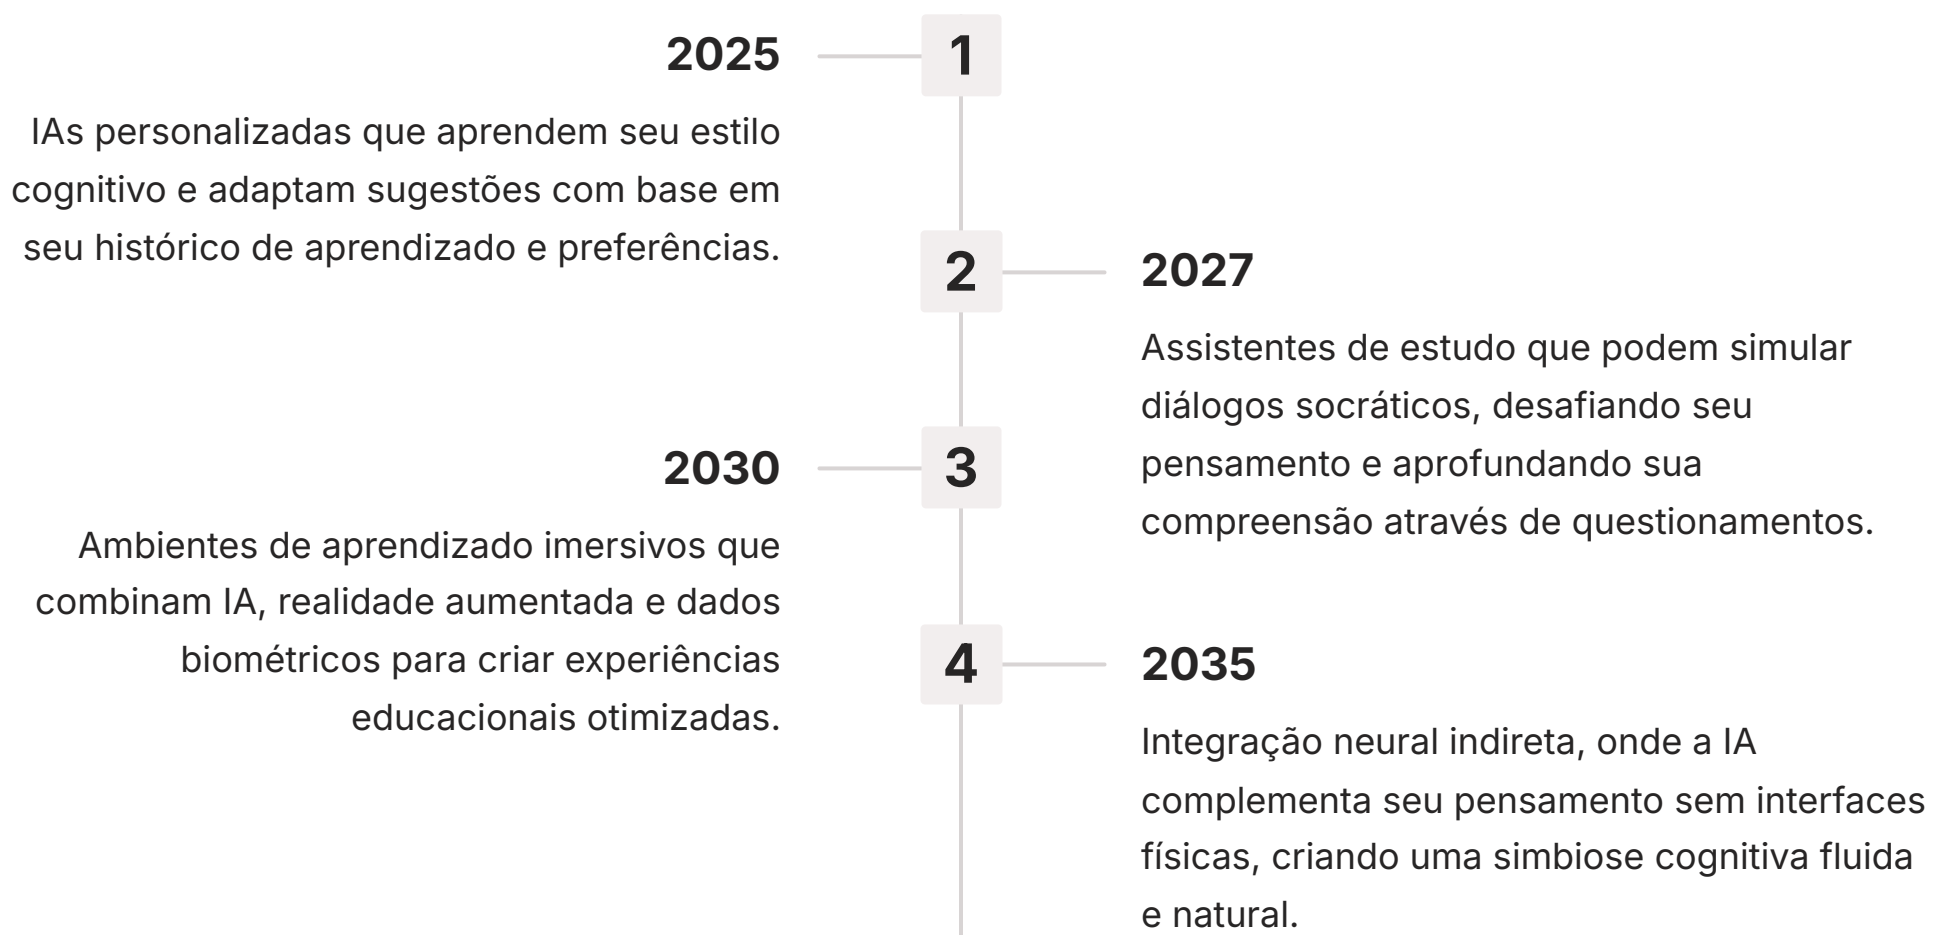 1
2025
IAs personalizadas que aprendem seu estilo
cognitivo e adaptam sugestões com base em
seu histórico de aprendizado e preferências.
2
2027
Assistentes de estudo que podem simular
diálogos socráticos, desafiando seu
pensamento e aprofundando sua
compreensão através de questionamentos.
3
2030
Ambientes de aprendizado imersivos que
combinam IA, realidade aumentada e dados
biométricos para criar experiências
educacionais otimizadas.
4
2035
Integração neural indireta, onde a IA
complementa seu pensamento sem interfaces
físicas, criando uma simbiose cognitiva fluida
e natural.